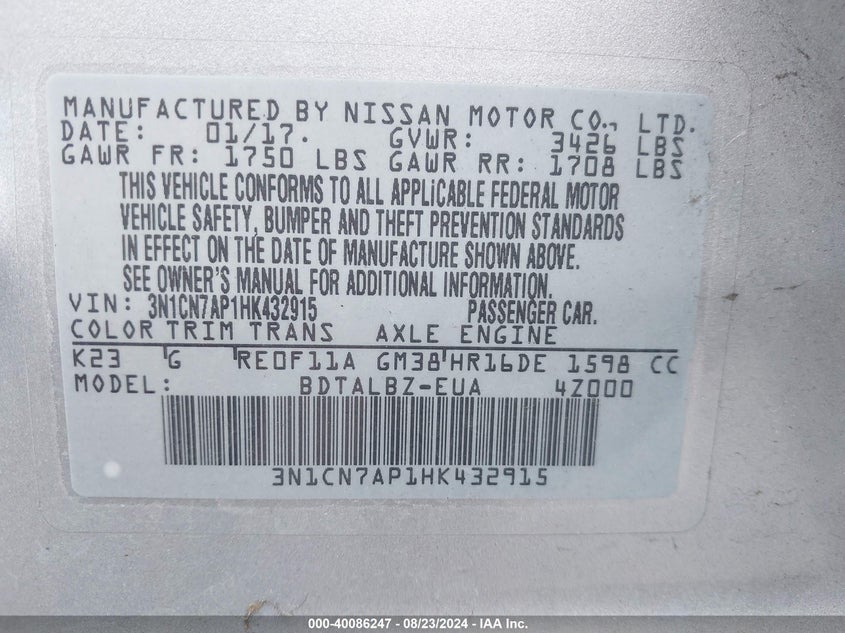 MANUFACTURED BY NISSAN MOTOR CO., LTD.
DATE: 01/17. GVWR: 3426 LBS
GAWR FR: 1750 LBS GAWR RR: 1708 LBS
THIS VEHICLE CONFORMS TO ALL APPLICABLE FEDERAL MOTOR
VEHICLE SAFETY, BUMPER AND THEFT PREVENTION STANDARDS
IN EFFECT ON THE DATE OF MANUFACTURE SHOWN ABOVE.
SEE OWNER'S MANUAL FOR ADDITIONAL INFORMATION.
VIN: 3N1CN7AP1HK432915 PASSENGER CAR.
COLOR TRIM TRANS AXLE ENGINE
K23 G RE0F11A GM38 HR16DE 1598 CC
MODEL: BDTALBZ-EUA 4Z000
3N1CN7AP1HK432915
000-40086247 - 08/23/2024 - IAA Inc.